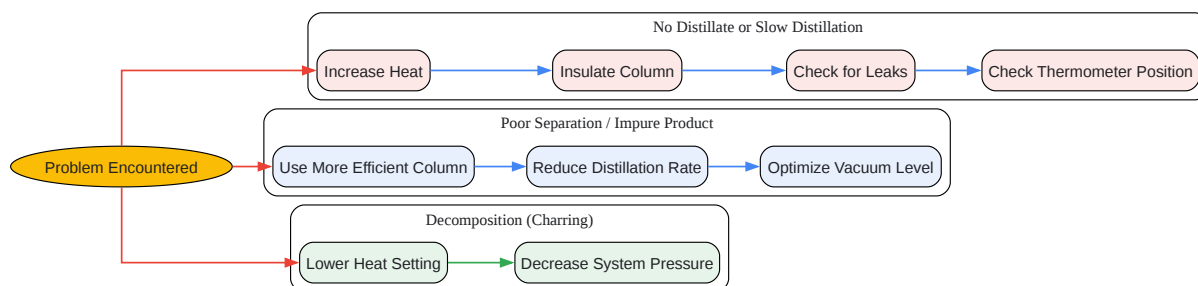 No Distillate or Slow Distillation
Increase Heat
Insulate Column
Check for Leaks
Check Thermometer Position
Poor Separation / Impure Product
Problem Encountered
Use More Efficient Column
Reduce Distillation Rate
Optimize Vacuum Level
Decomposition (Charring)
Lower Heat Setting
Decrease System Pressure